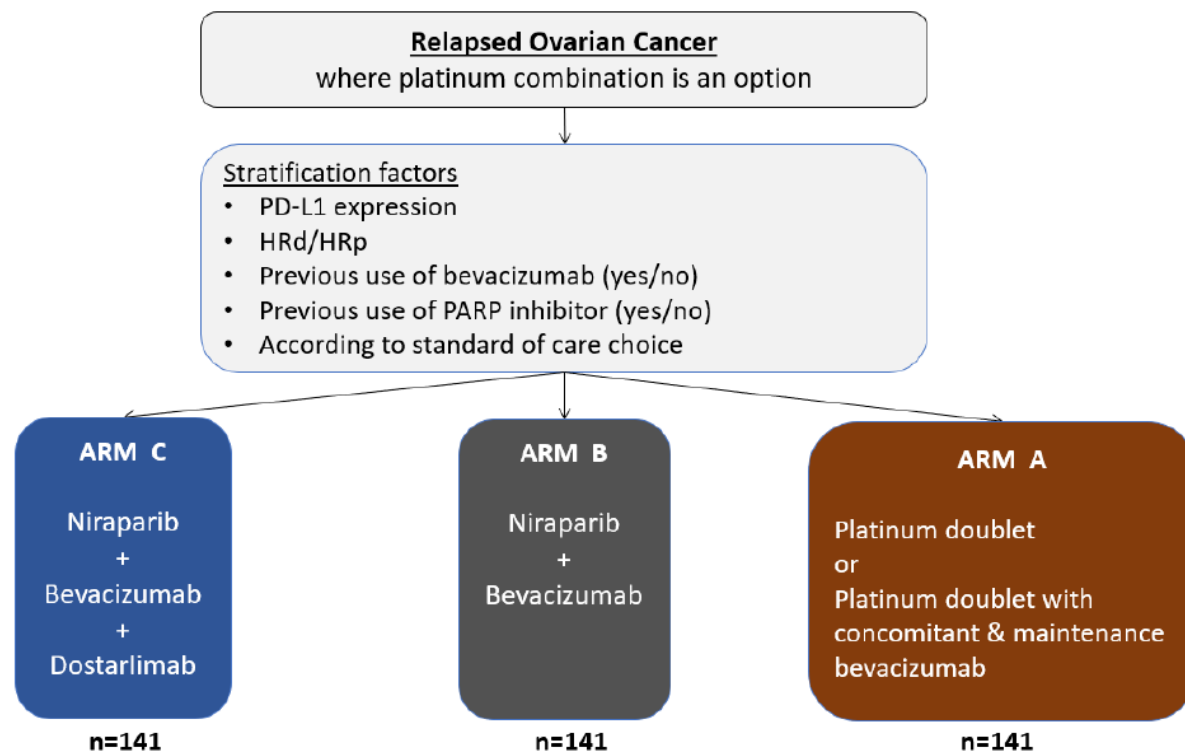 Relapsed Ovarian Cancer
where platinum combination is an option
Stratification factors
• PD-L1 expression
• HRd/HRp
• Previous use of bevacizumab (yes/no)
• Previous use of PARP inhibitor (yes/no)
• According to standard of care choice
ARM C
Niraparib
+
Bevacizumab
+
Dostarlimab
n=141
ARM B
Niraparib
+
Bevacizumab
n=141
ARM A
Platinum doublet
or
Platinum doublet with
concomitant & maintenance
bevacizumab
n=141